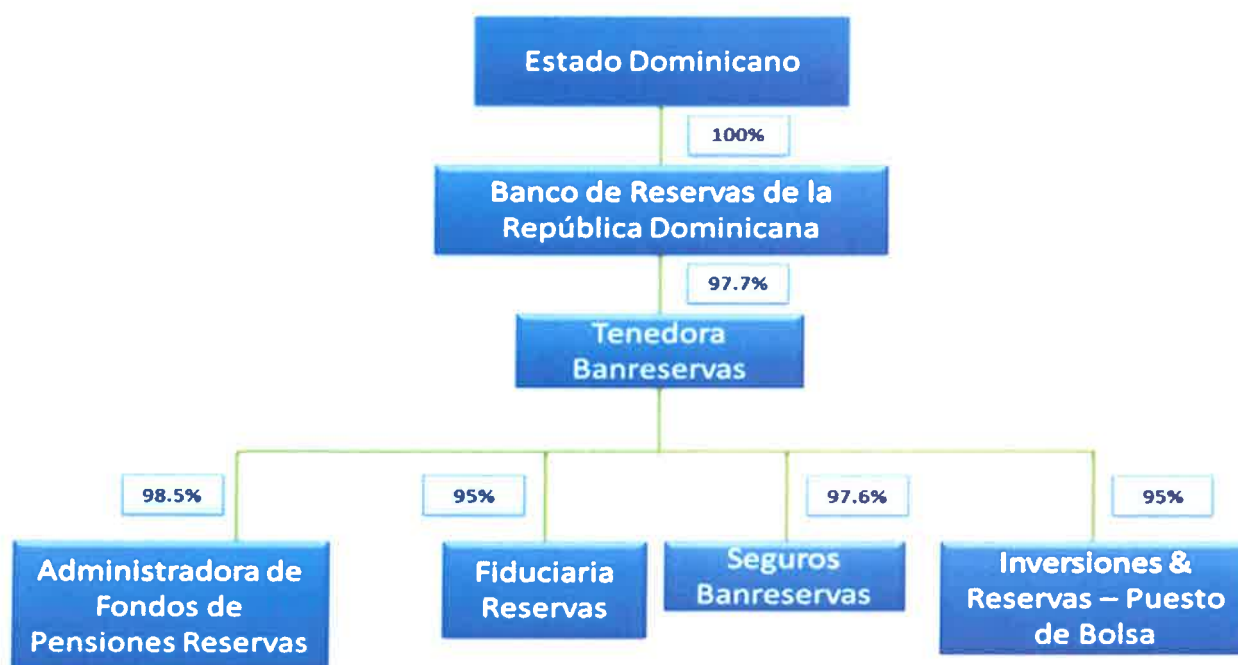 Estado Dominicano
100%
Banco de Reservas de la
República Dominicana
97.7%
Tenedora
Banreservas
98.5%
95%
97.6%
95%
Administradora de
Fondos de
Pensiones Reservas
Fiduciaria
Reservas
Seguros
Banreservas
Inversiones &
Reservas – Puesto
de Bolsa